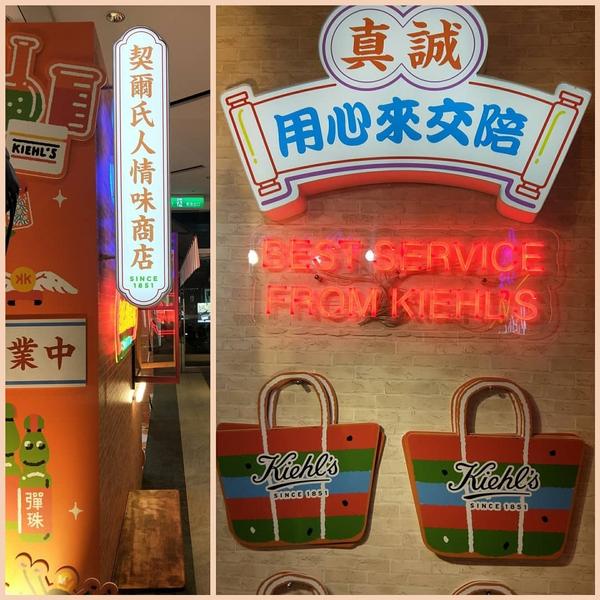 KIEHL'S
契爾氏人情味商店
SINCE
1851
KK
業中
彈珠
真誠
用心來交陪
BEST SERVICE
FROM KIEHL'S
Kiehl's
SINCE 1851
Kiehl's
SINCE 1851